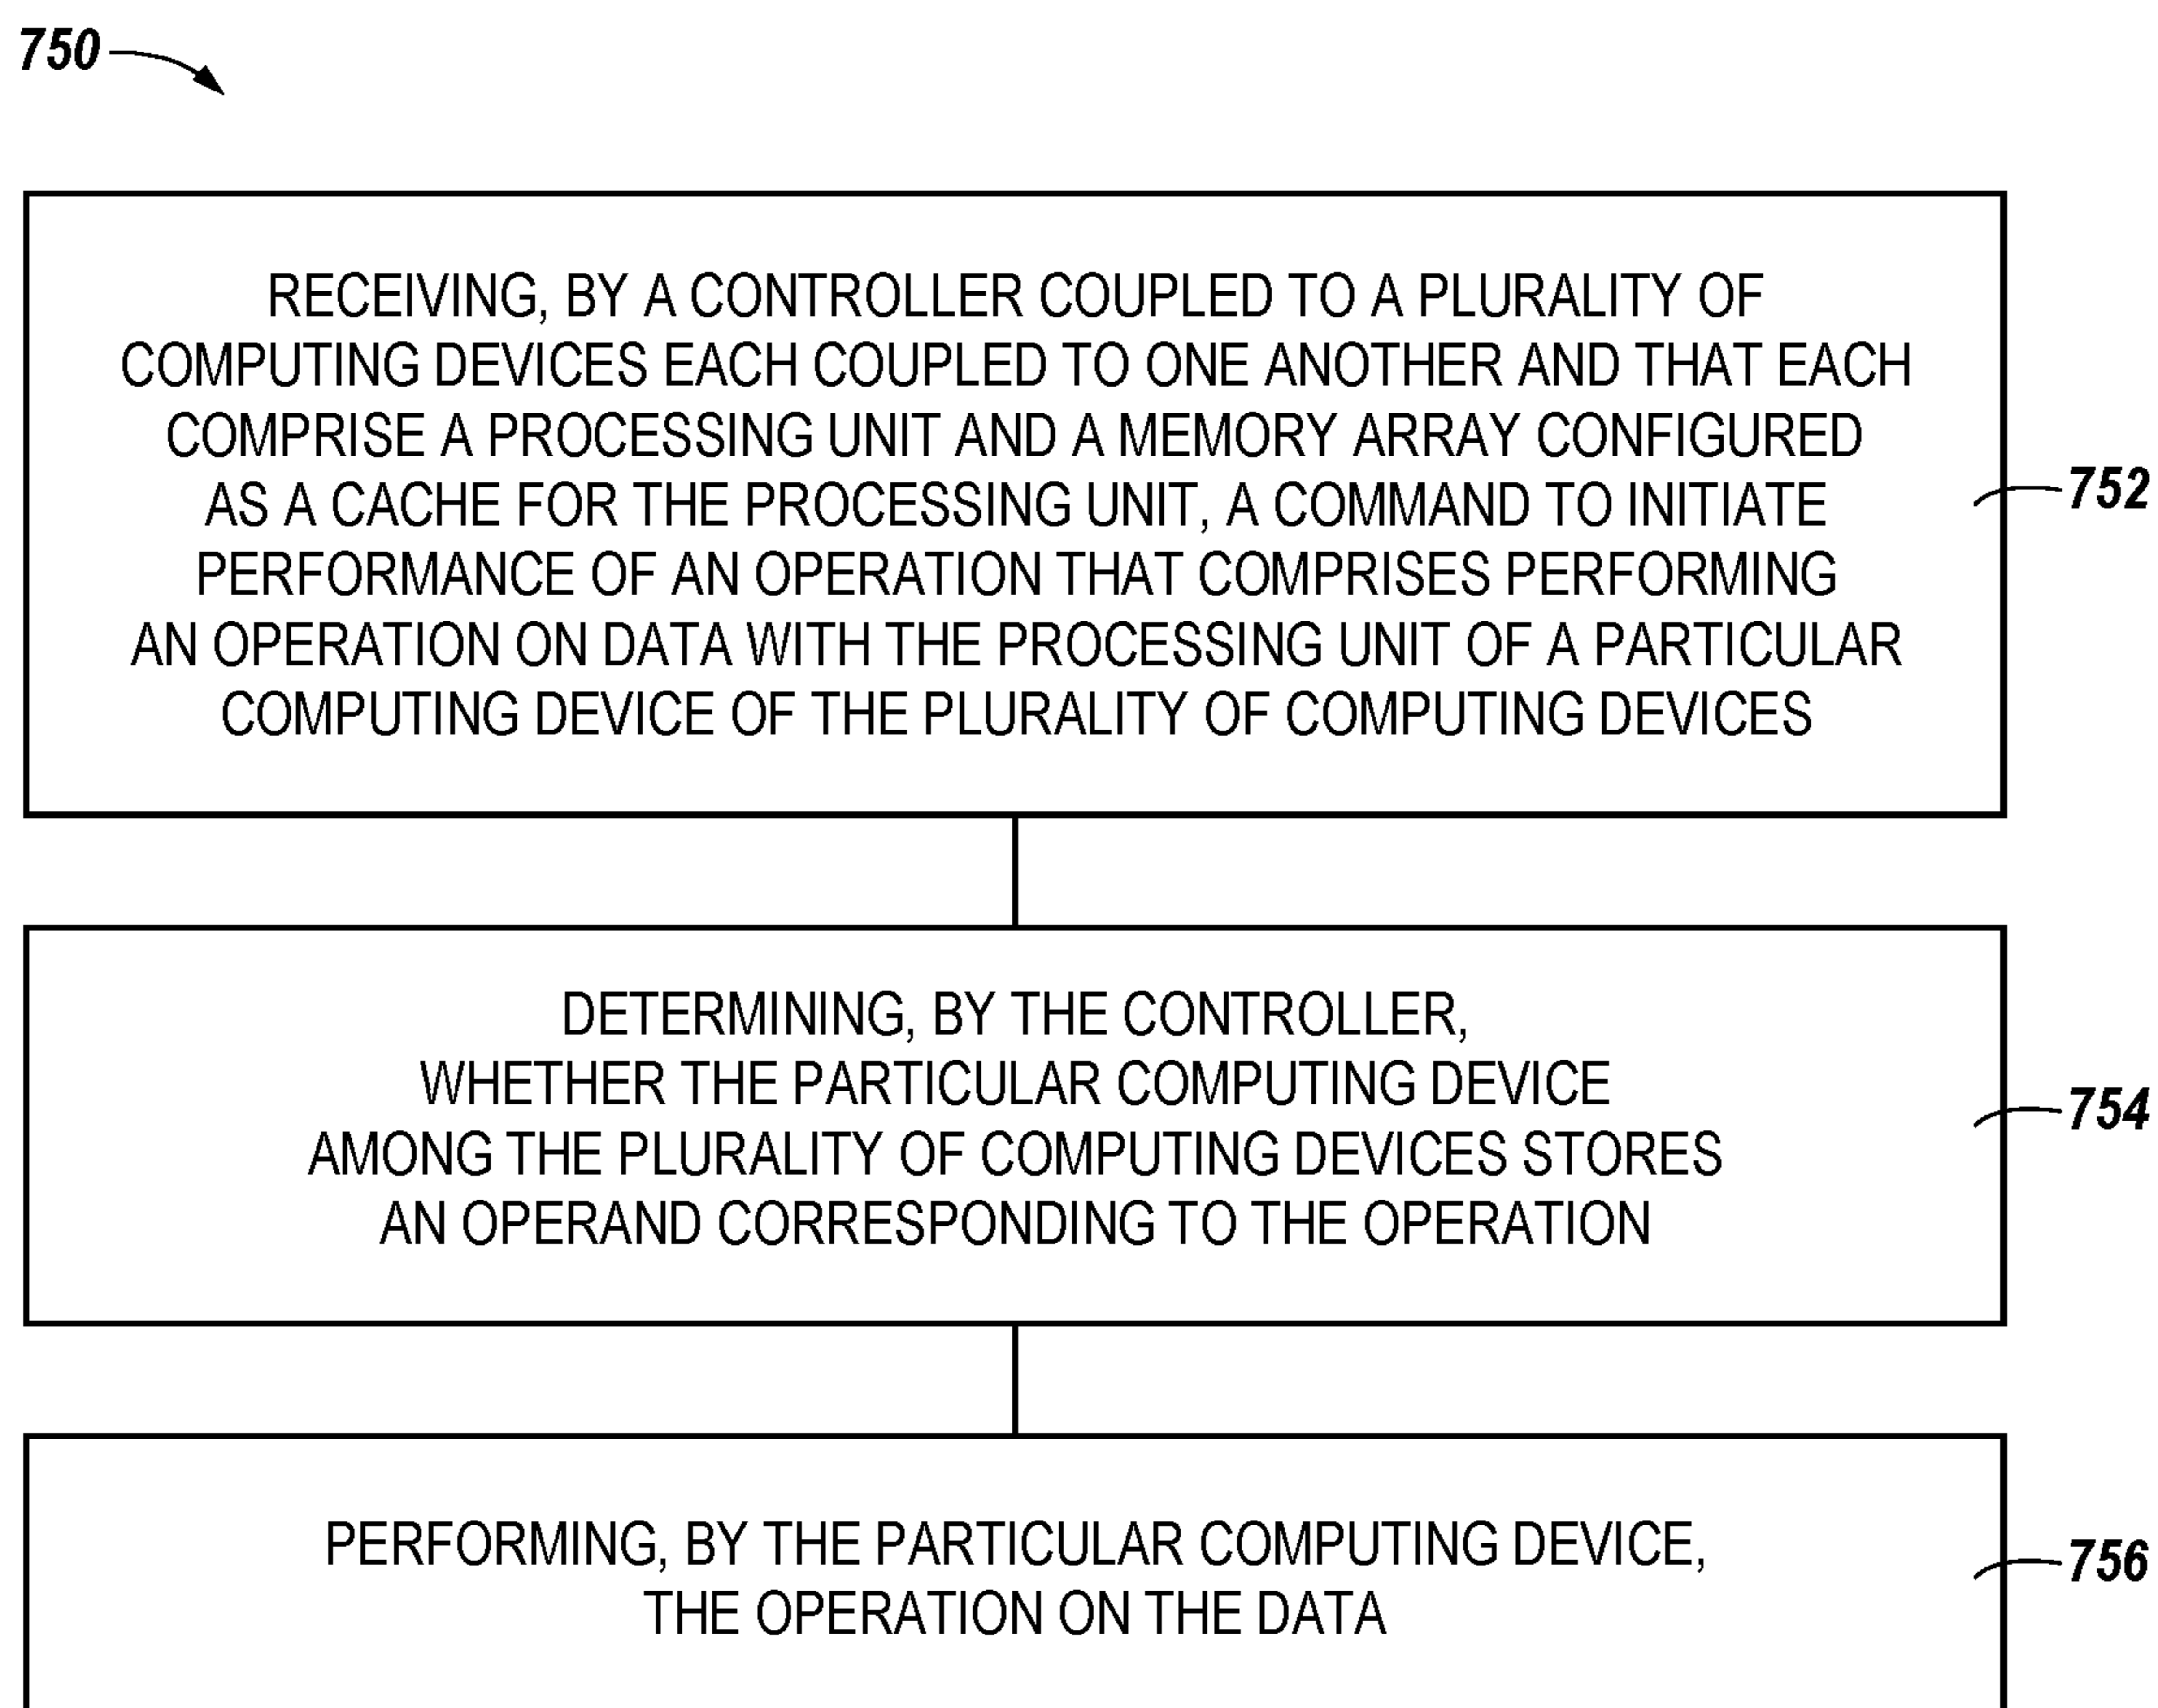 750
RECEIVING, BY A CONTROLLER COUPLED TO A PLURALITY OF
COMPUTING DEVICES EACH COUPLED TO ONE ANOTHER AND THAT EACH
COMPRISE A PROCESSING UNIT AND A MEMORY ARRAY CONFIGURED
AS A CACHE FOR THE PROCESSING UNIT, A COMMAND TO INITIATE
PERFORMANCE OF AN OPERATION THAT COMPRISES PERFORMING
AN OPERATION ON DATA WITH THE PROCESSING UNIT OF A PARTICULAR
COMPUTING DEVICE OF THE PLURALITY OF COMPUTING DEVICES
752
DETERMINING, BY THE CONTROLLER,
WHETHER THE PARTICULAR COMPUTING DEVICE
AMONG THE PLURALITY OF COMPUTING DEVICES STORES
AN OPERAND CORRESPONDING TO THE OPERATION
754
PERFORMING, BY THE PARTICULAR COMPUTING DEVICE,
THE OPERATION ON THE DATA
756